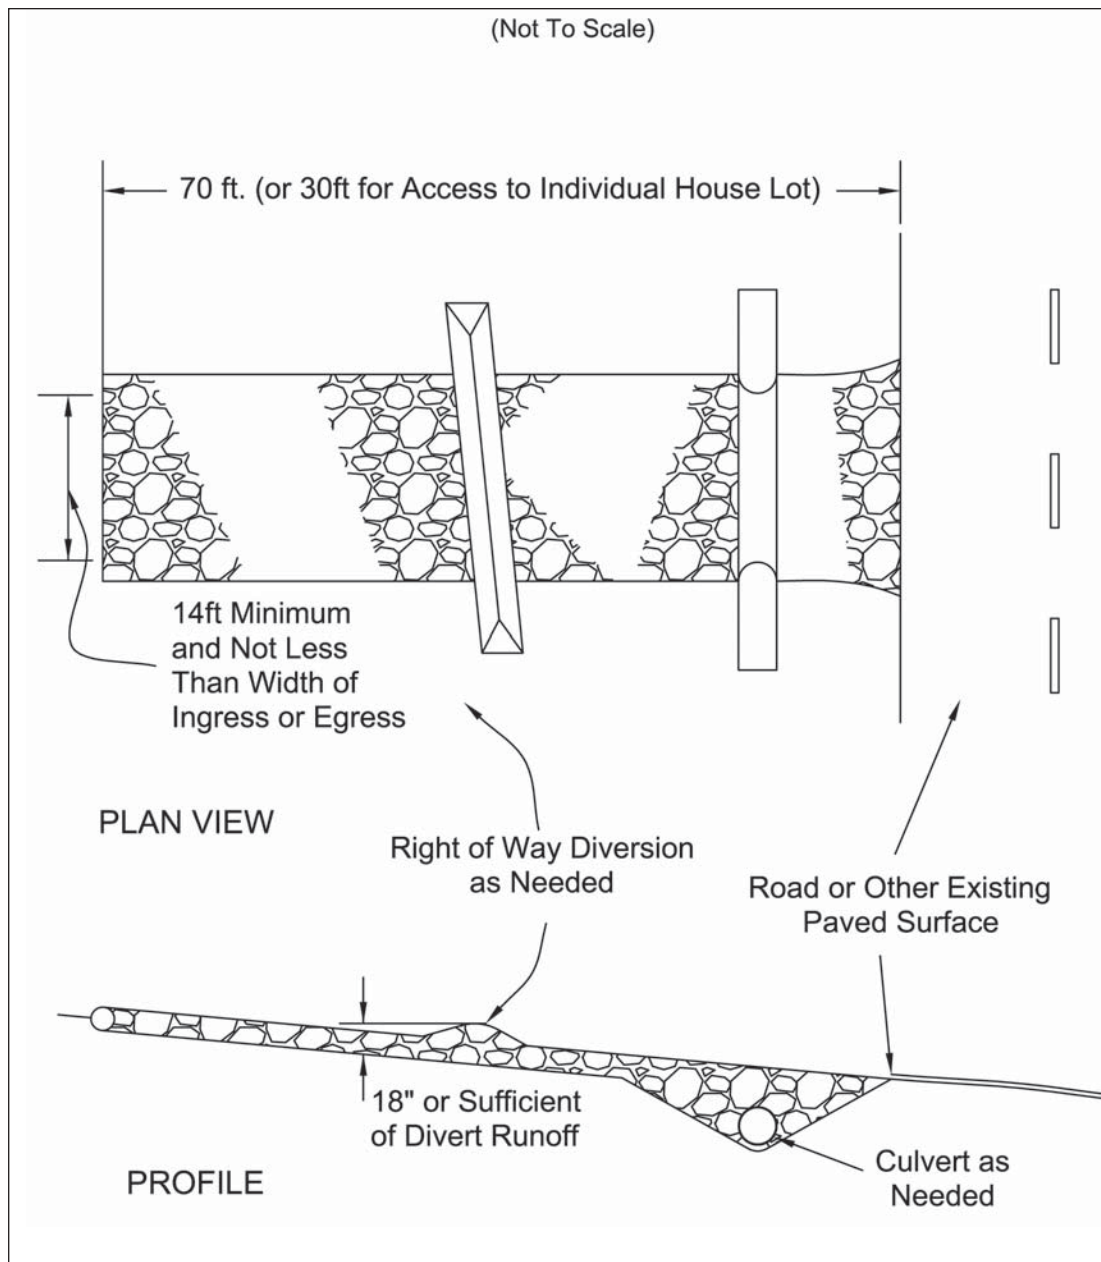 (Not To Scale)
70 ft. (or 30ft for Access to Individual House Lot)
14ft Minimum
and Not Less
Than Width of
Ingress or Egress
PLAN VIEW
Right of Way Diversion
as Needed
Road or Other Existing
Paved Surface
18" or Sufficient
of Divert Runoff
Culvert as
Needed
PROFILE